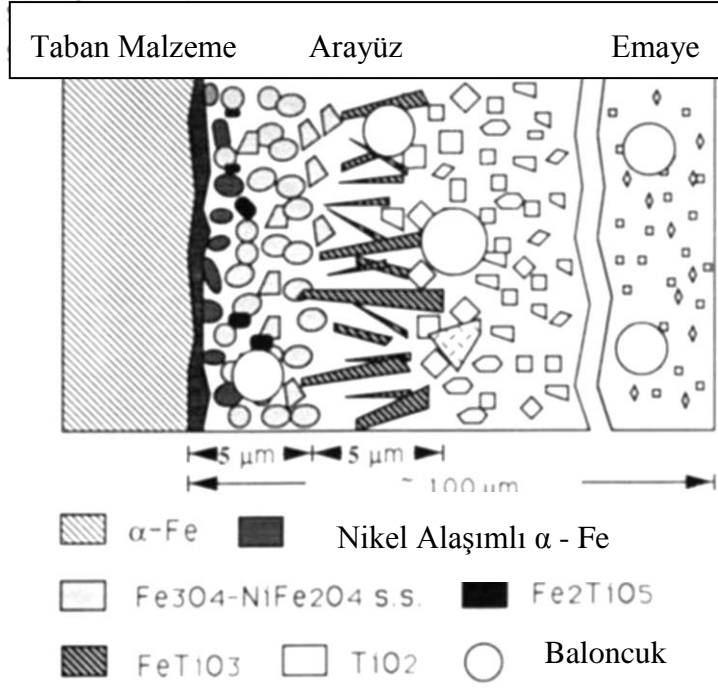 Taban Malzeme Arayüz Emaye
5 μm 5 μm
~ 100 μm
α-Fe Nikel Alaşımlı α - Fe
Fe3O4-NiFe2O4 s.s. Fe2TiO5
FeTiO3 TiO2 Baloncuk